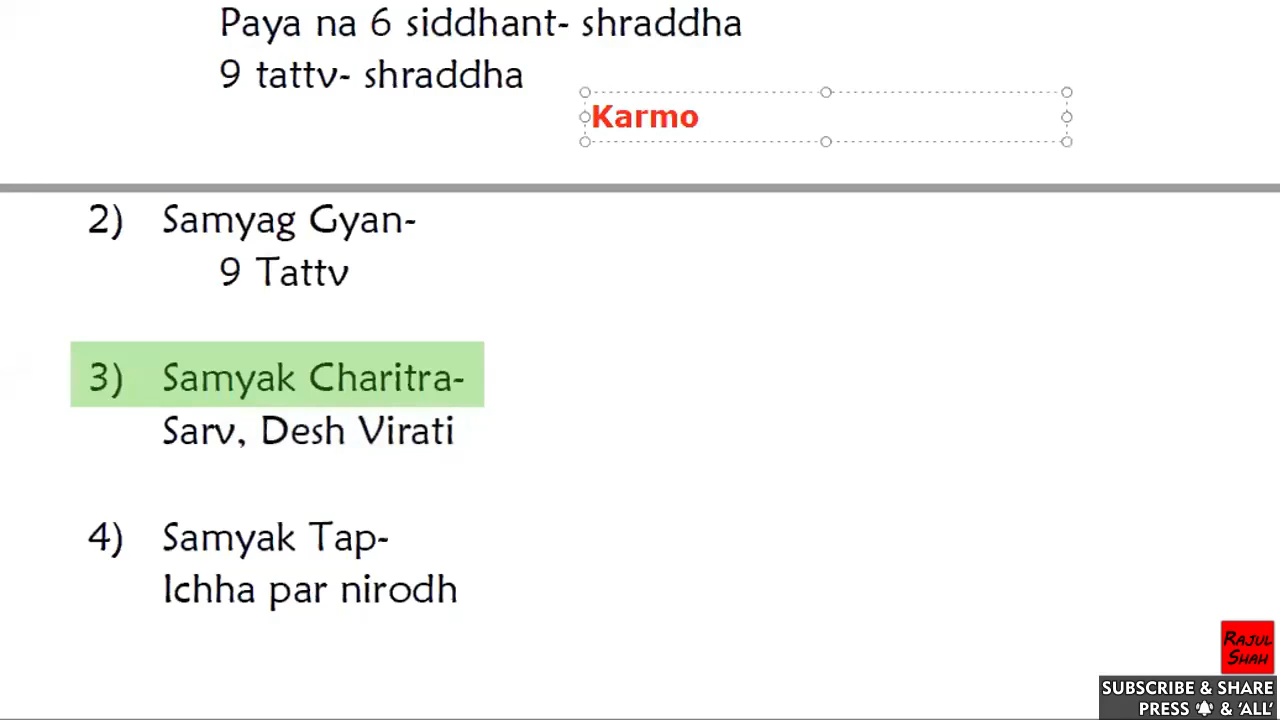 Paya na 6 siddhant- shraddha
9 tattv- shraddha
Karmo
2) Samyag Gyan-
9 Tattv
3) Samyak Charitra-
Sarv, Desh Virati
4) Samyak Tap-
Ichha par nirodh
RAJUL
SHAH
SUBSCRIBE & SHARE
PRESS 🔔 & 'ALL'